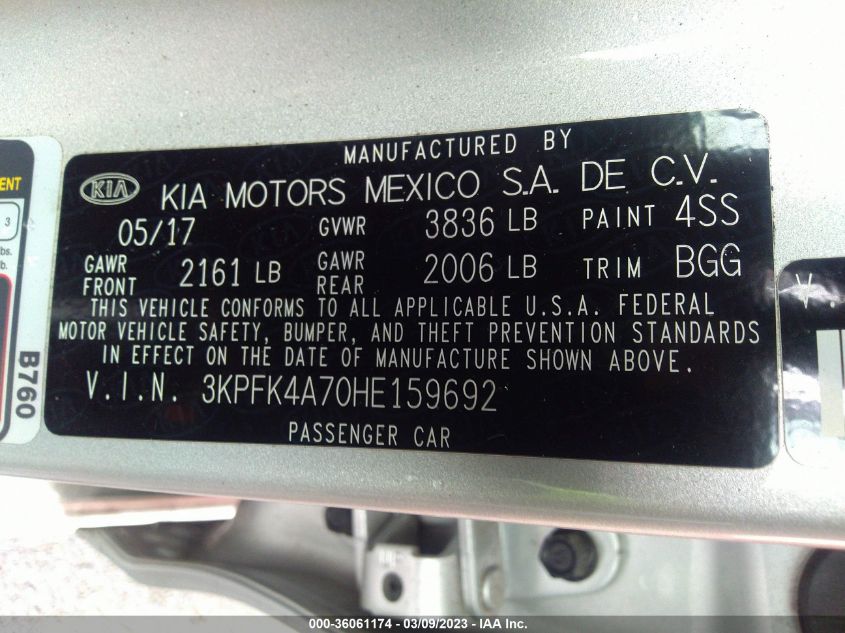 MANUFACTURED BY
KIA KIA MOTORS MEXICO S.A. DE C.V.
05/17 GVWR 3836 LB PAINT 4SS
GAWR FRONT 2161 LB GAWR REAR 2006 LB TRIM BGG
THIS VEHICLE CONFORMS TO ALL APPLICABLE U.S.A. FEDERAL
MOTOR VEHICLE SAFETY, BUMPER, AND THEFT PREVENTION STANDARDS
IN EFFECT ON THE DATE OF MANUFACTURE SHOWN ABOVE.
V.I.N. 3KPFK4A70HE159692
PASSENGER CAR
3
B760
V.
000-36061174 - 03/09/2023 - IAA Inc.